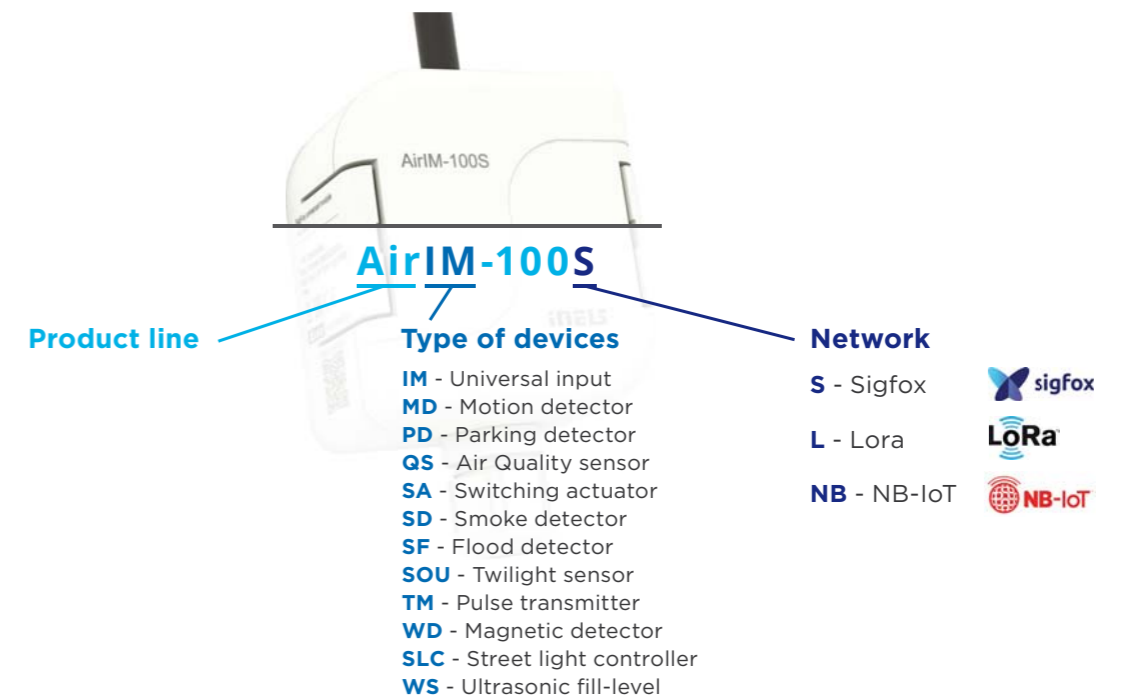 AirIM-100S
AirIM-100S
iNELS
Product line
Type of devices
IM - Universal input
MD - Motion detector
PD - Parking detector
QS - Air Quality sensor
SA - Switching actuator
SD - Smoke detector
SF - Flood detector
SOU - Twilight sensor
TM - Pulse transmitter
WD - Magnetic detector
SLC - Street light controller
WS - Ultrasonic fill-level
Network
S - Sigfox
sigfox
L - Lora
LoRa
NB - NB-IoT
NB-IoT